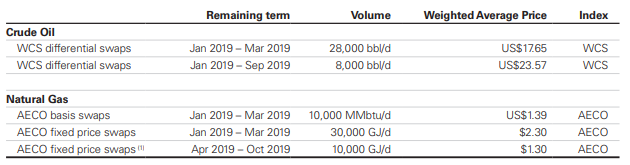 Remaining term Volume Weighted Average Price Index
Crude Oil
WCS differential swaps Jan 2019 – Mar 2019 28,000 bbl/d US$17.65 WCS
WCS differential swaps Jan 2019 – Sep 2019 8,000 bbl/d US$23.57 WCS
Natural Gas
AECO basis swaps Jan 2019 – Mar 2019 10,000 MMbtu/d US$1.39 AECO
AECO fixed price swaps Jan 2019 – Mar 2019 30,000 GJ/d $2.30 AECO
AECO fixed price swaps (1) Apr 2019 – Oct 2019 10,000 GJ/d $1.30 AECO